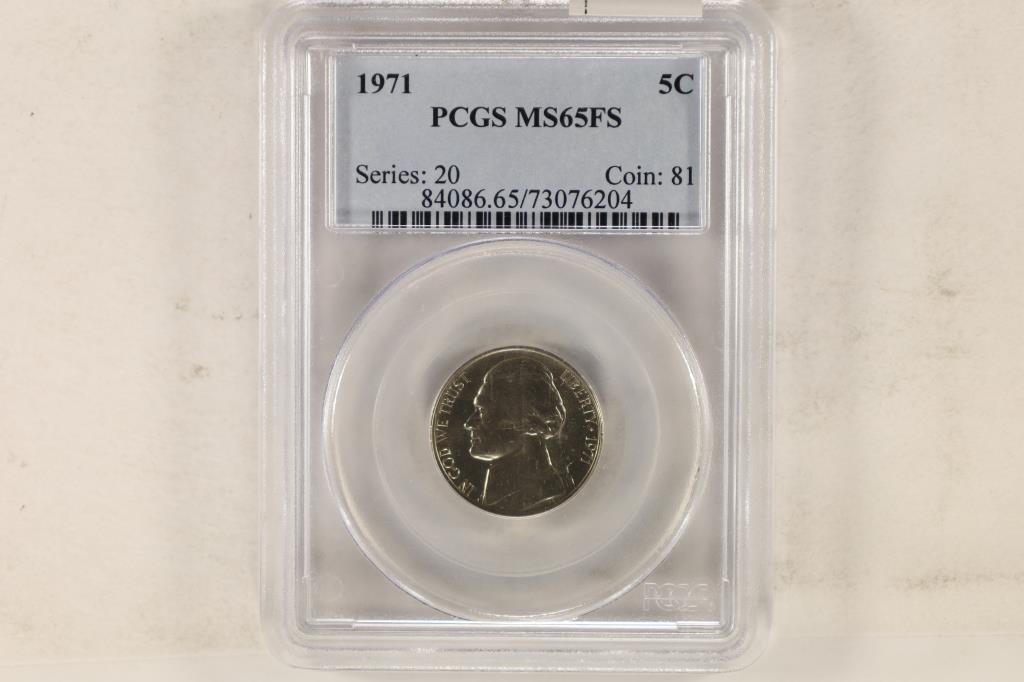 1971 5C
PCGS MS65FS
Series: 20 Coin: 81
84086.65/73076204
IN GOD WE TRUST
LIBERTY 1971
PCGS